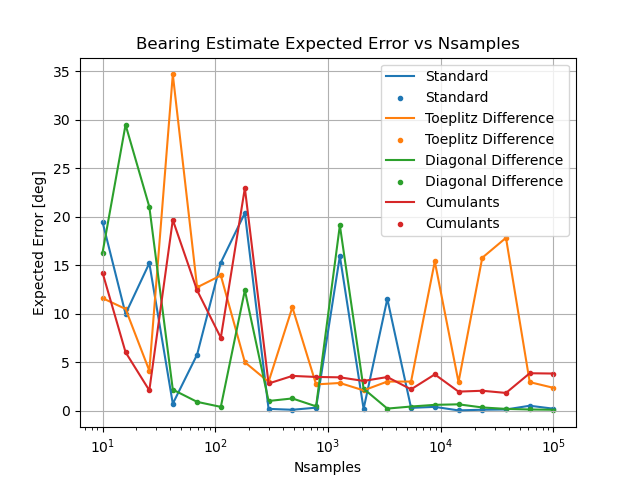 Bearing Estimate Expected Error vs Nsamples
Expected Error [deg]
35
30
25
20
15
10
5
0
Standard
Standard
Toeplitz Difference
Toeplitz Difference
Diagonal Difference
Diagonal Difference
Cumulants
Cumulants
10¹ 10² 10³ 10⁴ 10⁵
Nsamples